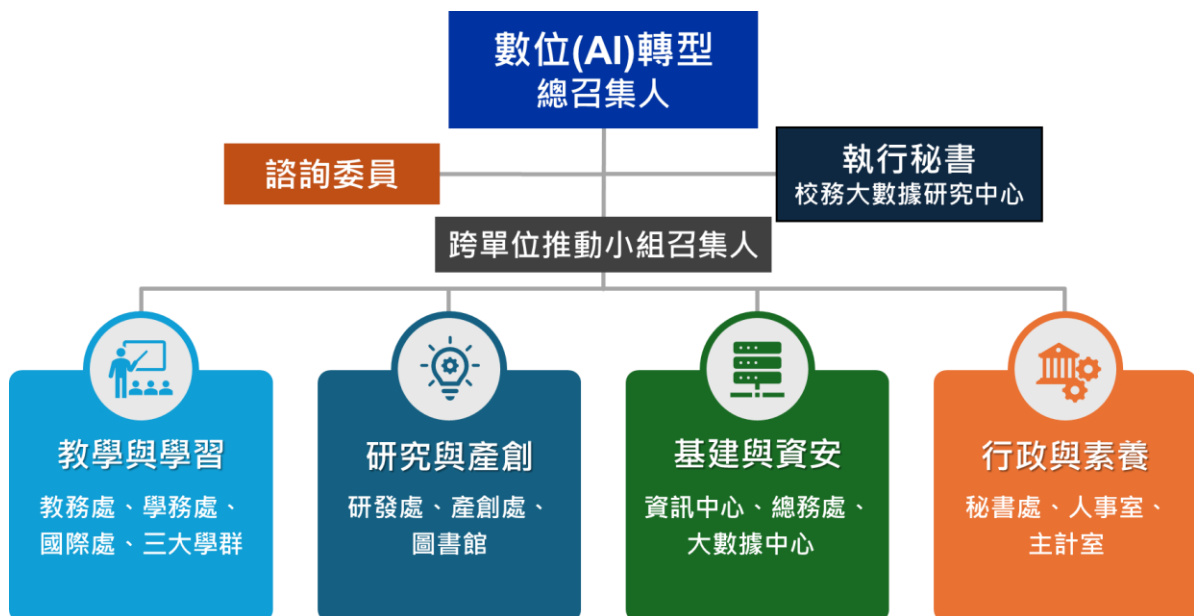 數位(AI)轉型
總召集人
諮詢委員
執行秘書
校務大數據研究中心
跨單位推動小組召集人
教學與學習
教務處、學務處、
國際處、三大學群
研究與產創
研發處、產創處、
圖書館
基建與資安
資訊中心、總務處、
大數據中心
行政與素養
秘書處、人事室、
主計室